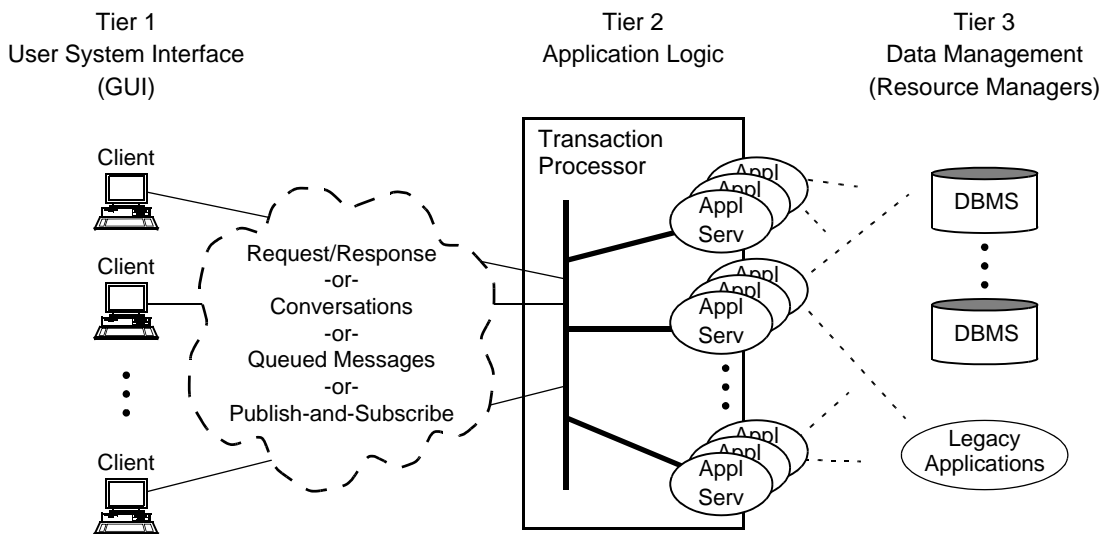 Tier 1
User System Interface
(GUI)
Tier 2
Application Logic
Tier 3
Data Management
(Resource Managers)
Client
Client
Client
Request/Response
-or-
Conversations
-or-
Queued Messages
-or-
Publish-and-Subscribe
Transaction
Processor
Appl
Appl
Appl
Serv
Appl
Appl
Appl
Serv
Appl
Appl
Appl
Serv
DBMS
DBMS
Legacy
Applications